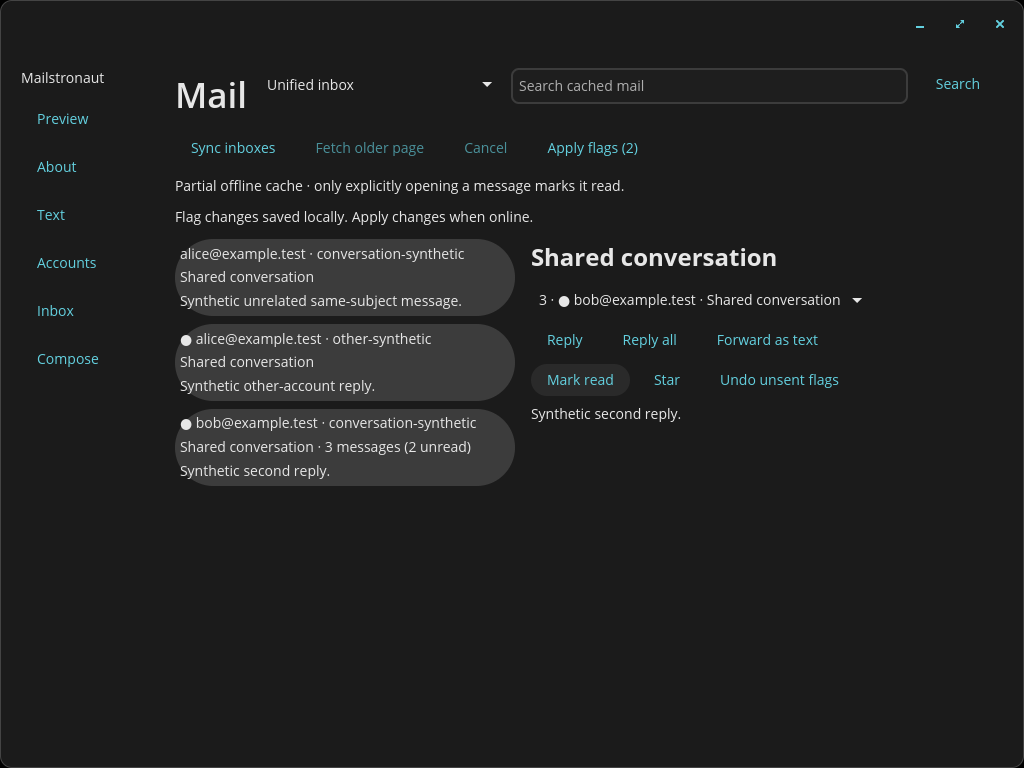 Mailstronaut
Preview
About
Text
Accounts
Inbox
Compose
Mail
Unified inbox
Search cached mail
Search
Sync inboxes
Fetch older page
Cancel
Apply flags (2)
Partial offline cache · only explicitly opening a message marks it read.
Flag changes saved locally. Apply changes when online.
alice@example.test · conversation-synthetic
Shared conversation
Synthetic unrelated same-subject message.
● alice@example.test · other-synthetic
Shared conversation
Synthetic other-account reply.
● bob@example.test · conversation-synthetic
Shared conversation · 3 messages (2 unread)
Synthetic second reply.
Shared conversation
3 · ● bob@example.test · Shared conversation
Reply
Reply all
Forward as text
Mark read
Star
Undo unsent flags
Synthetic second reply.